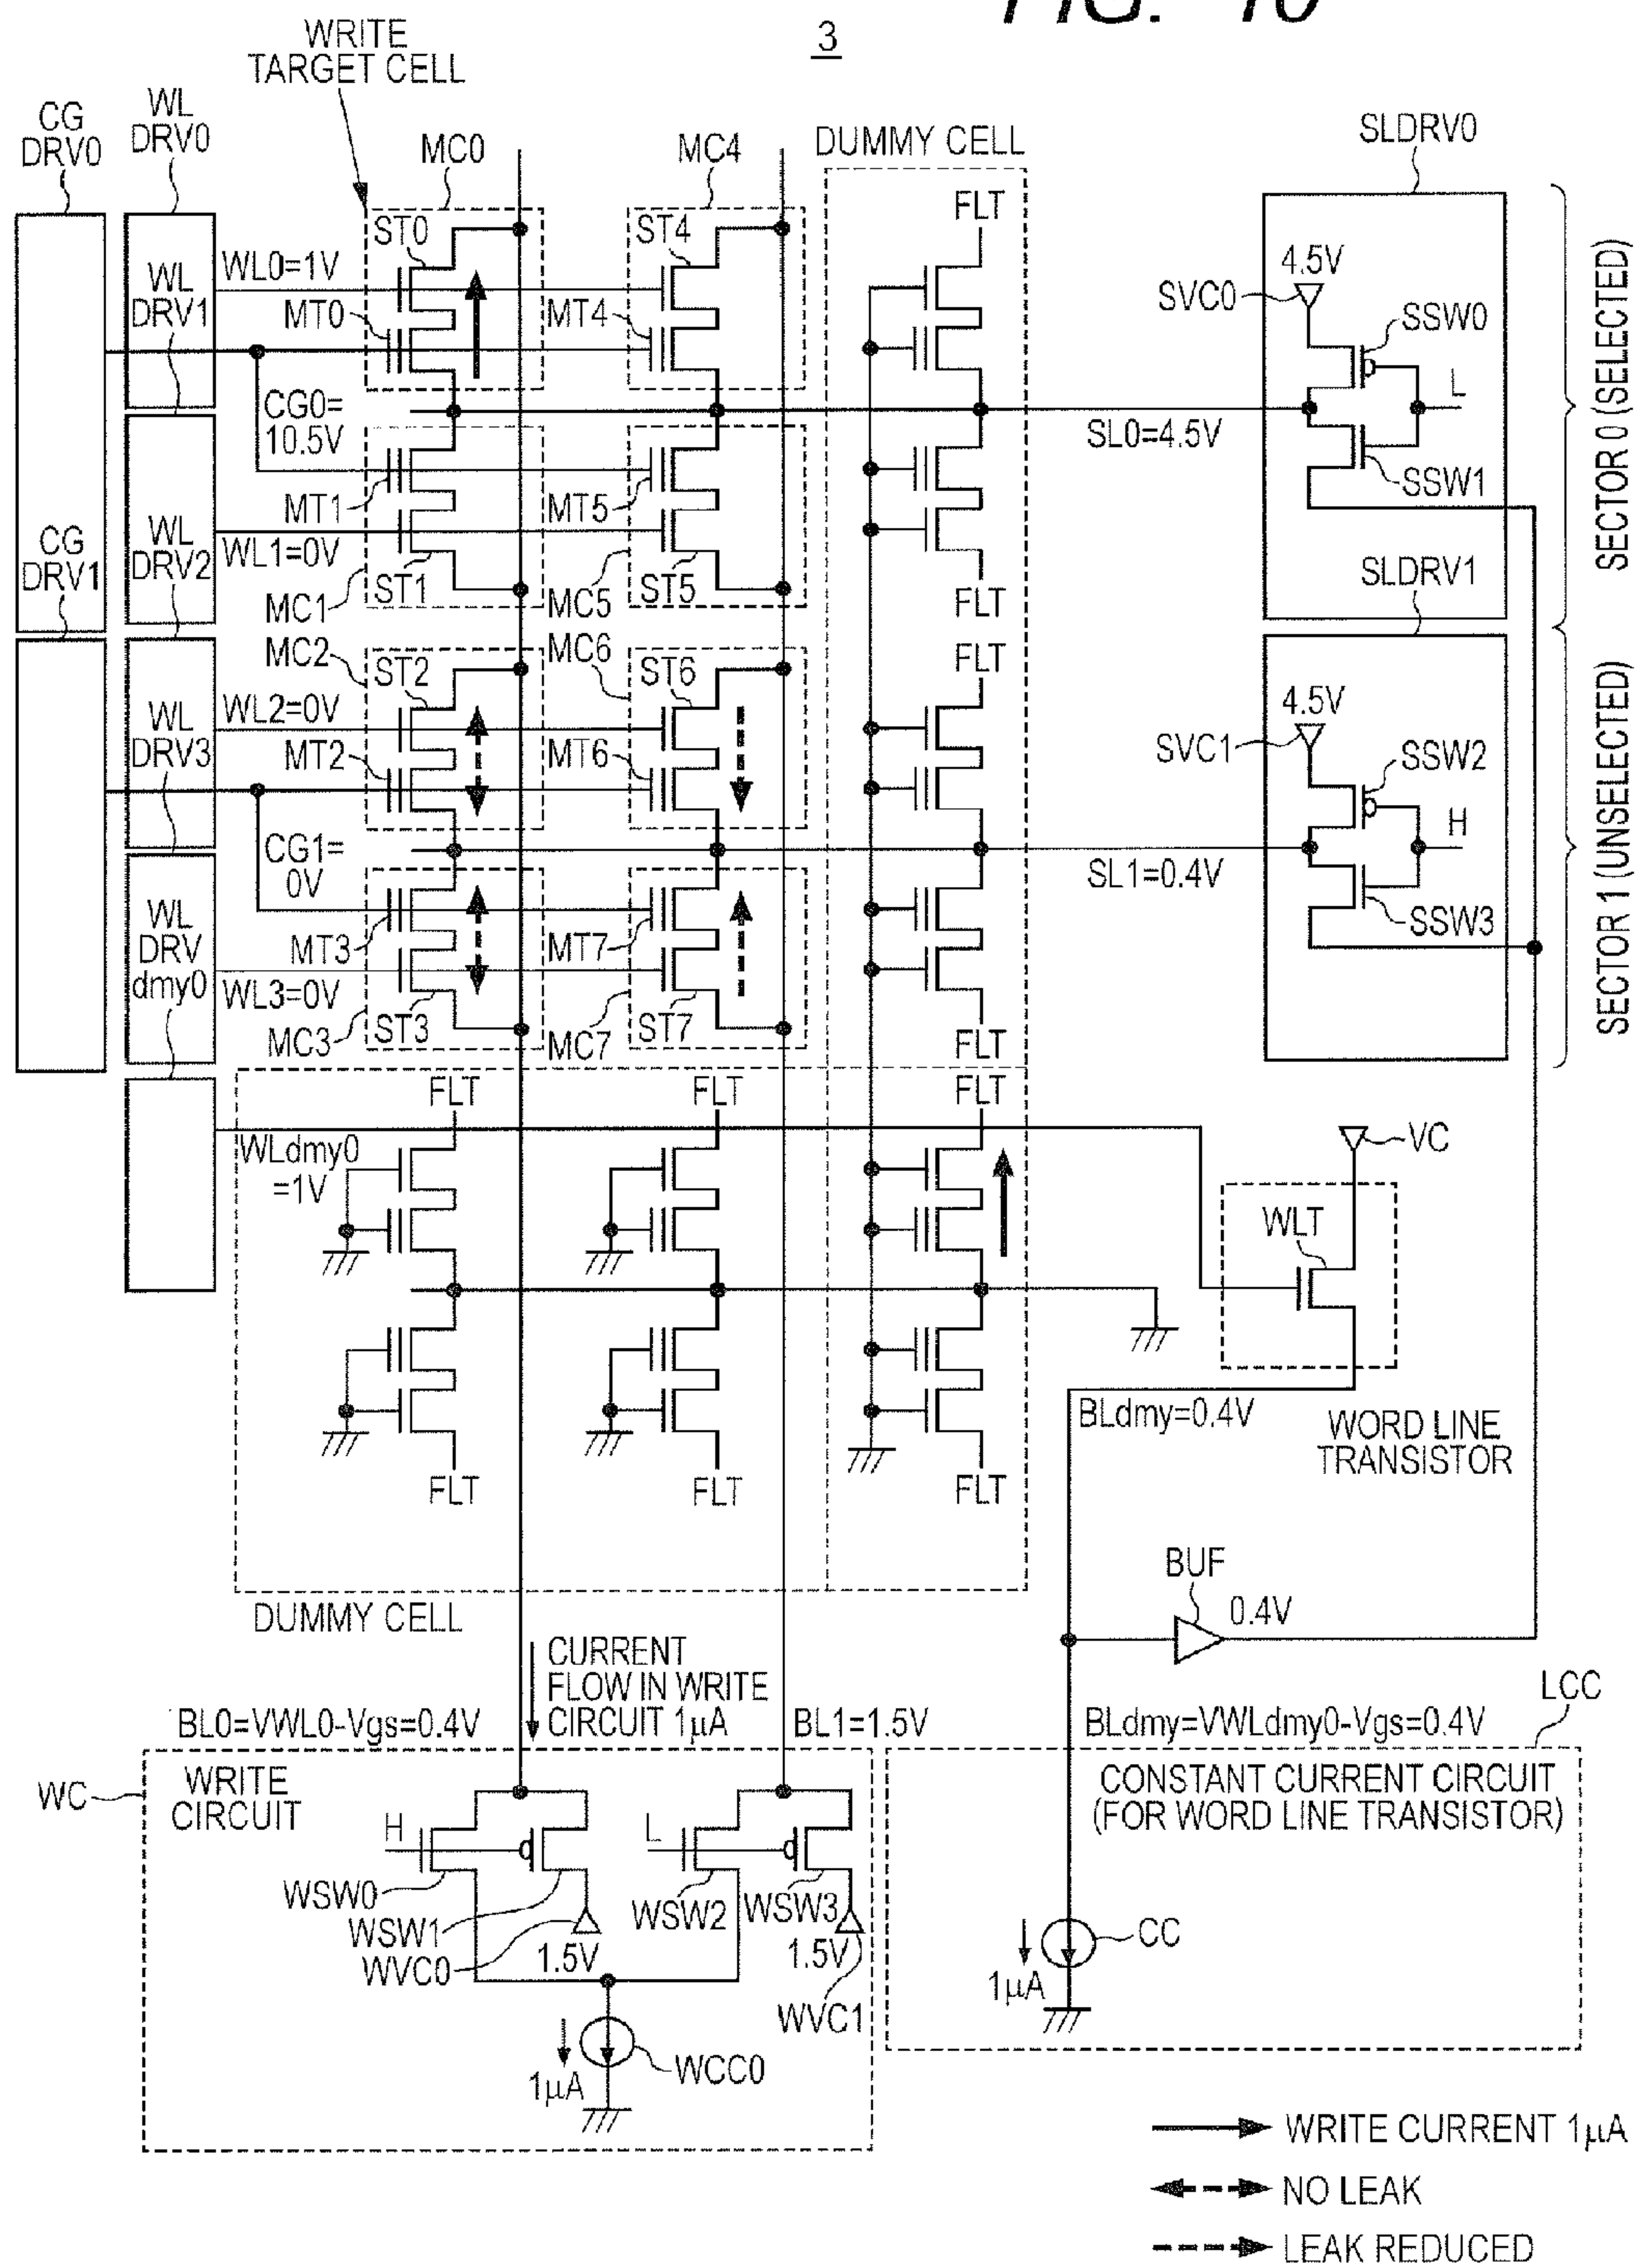 FIG. 10
3
WRITE
TARGET CELL
CG
DRV0
WL
DRV0
MC0
MC4
DUMMY CELL
SLDRV0
ST0
ST4
FLT
WL
DRV1
WL0=1V
MT0
MT4
4.5V
SVC0
SSW0
L
SECTOR 0 (SELECTED)
CG0=
10.5V
SL0=4.5V
SSW1
MT1
MT5
CG
DRV1
WL
DRV2
WL1=0V
ST1
ST5
MC1
MC5
FLT
SLDRV1
MC2
MC6
ST2
ST6
FLT
WL
DRV3
WL2=0V
MT2
MT6
4.5V
SVC1
SSW2
H
SECTOR 1 (UNSELECTED)
CG1=
0V
SL1=0.4V
SSW3
WL
DRV
dmy0
MT3
MT7
WL3=0V
ST3
ST7
MC3
MC7
FLT
FLT
FLT
FLT
WLdmy0
=1V
VC
WLT
BLdmy=0.4V
WORD LINE
TRANSISTOR
FLT
FLT
FLT
BUF
0.4V
DUMMY CELL
CURRENT
FLOW IN WRITE
CIRCUIT 1μA
BL0=VWL0-Vgs=0.4V
BL1=1.5V
BLdmy=VWLdmy0-Vgs=0.4V
LCC
WC
WRITE
CIRCUIT
CONSTANT CURRENT CIRCUIT
(FOR WORD LINE TRANSISTOR)
H
L
WSW0
WSW1
WVC0
1.5V
WSW2
WSW3
1.5V
WVC1
CC
1μA
1μA
WCC0
WRITE CURRENT 1μA
NO LEAK
LEAK REDUCED